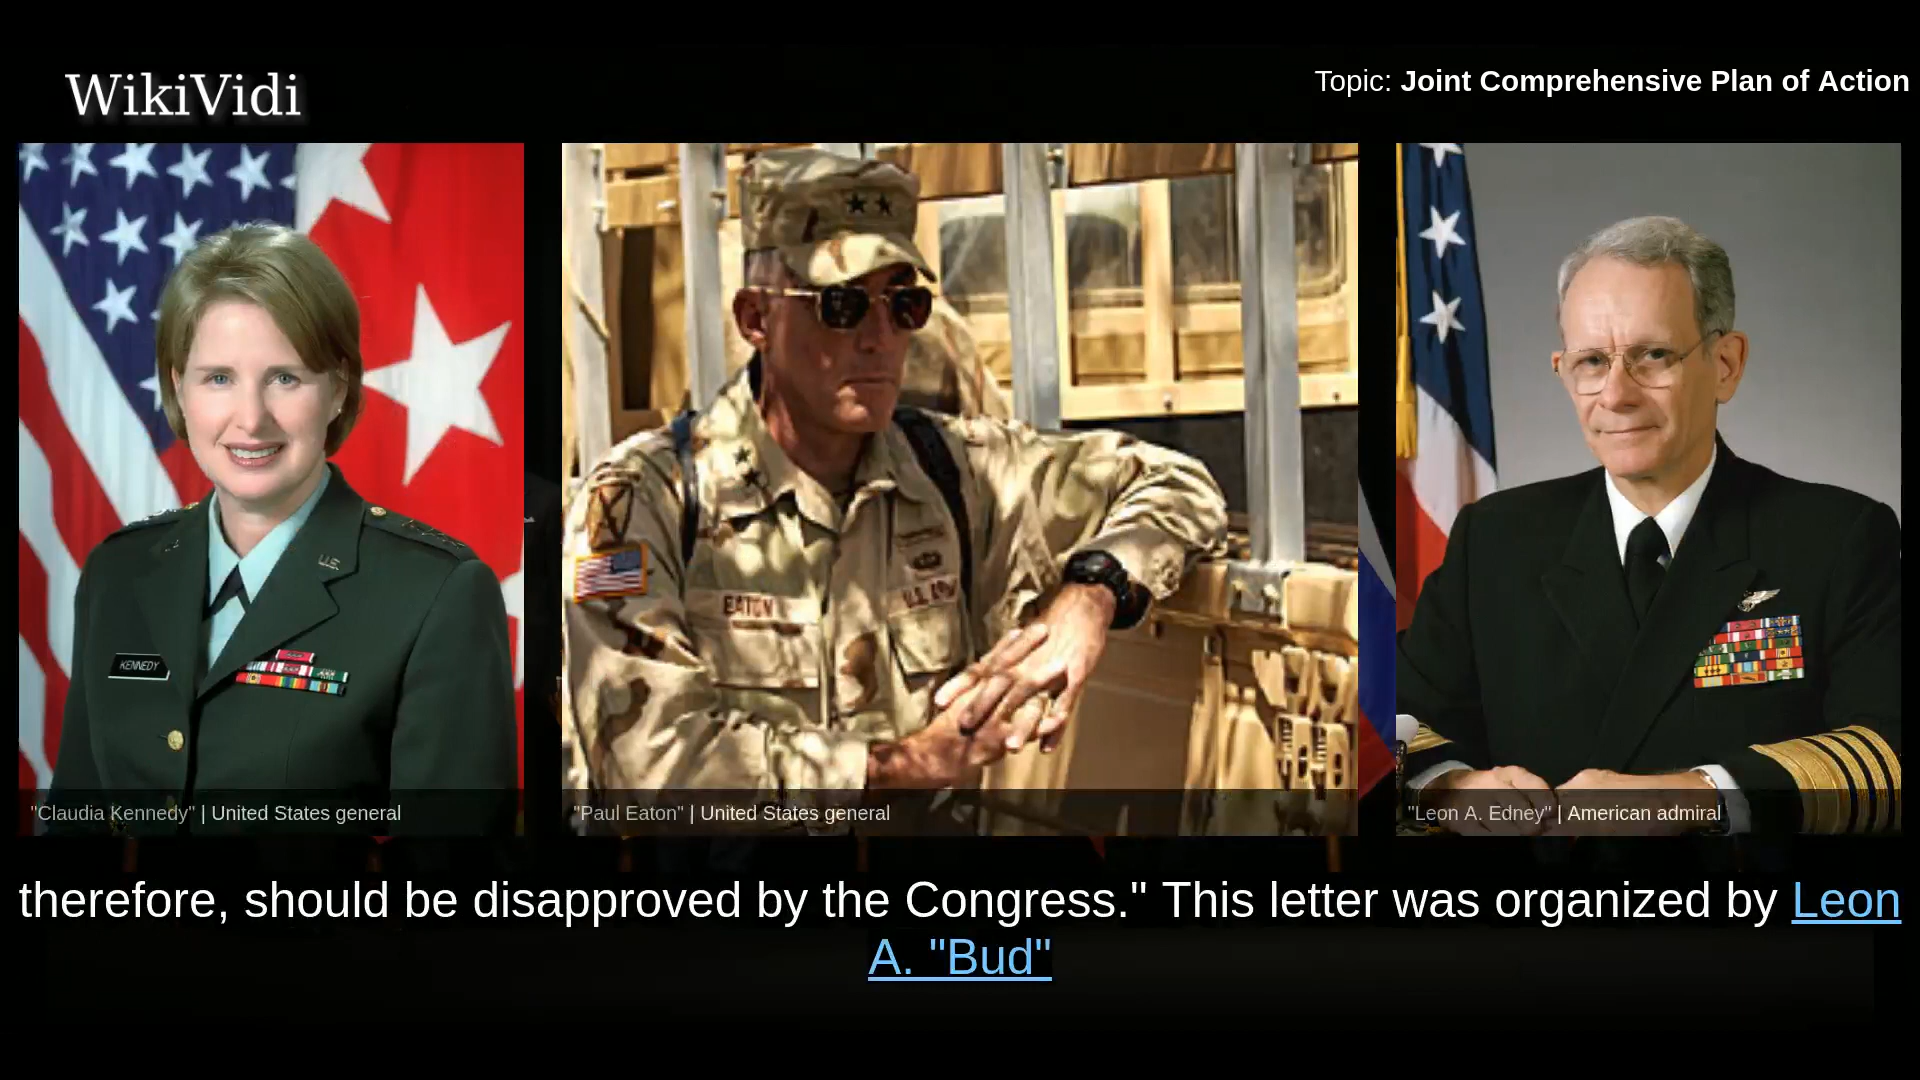 WikiVidi
Topic: Joint Comprehensive Plan of Action
KENNEDY
U.S.
EATON
"Claudia Kennedy" | United States general
"Paul Eaton" | United States general
"Leon A. Edney" | American admiral
therefore, should be disapproved by the Congress." This letter was organized by Leon
A. "Bud"